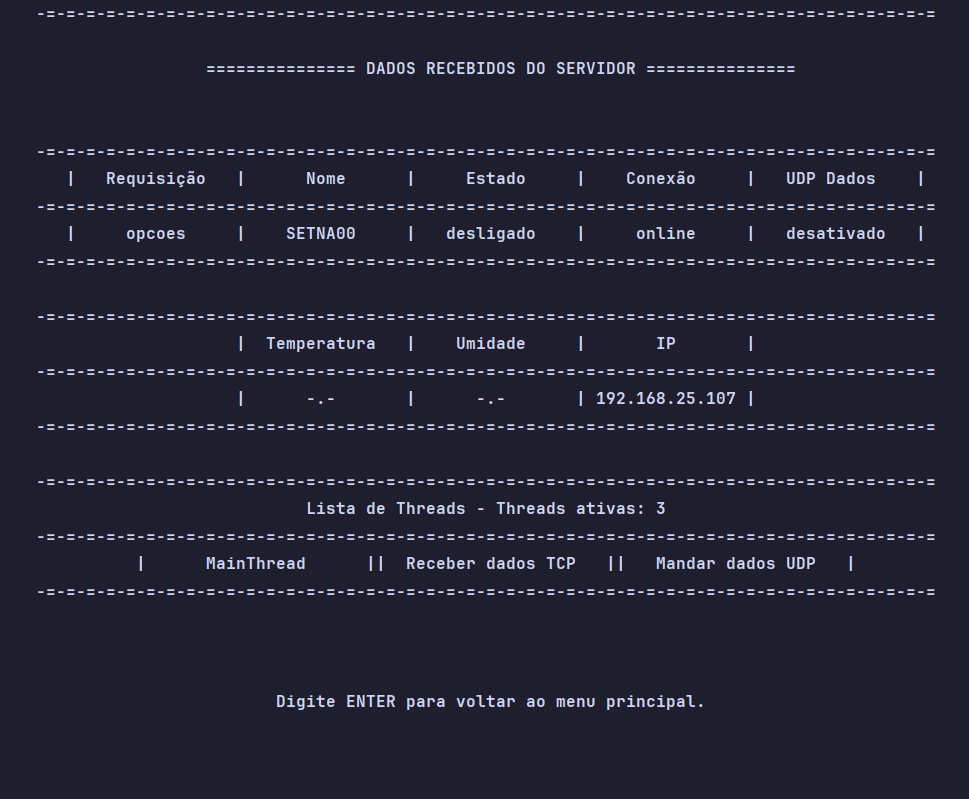 -=-=-=-=-=-=-=-=-=-=-=-=-=-=-=-=-=-=-=-=-=-=-=-=-=-=-=-=-=-=-=-=-=-=-=-=-=-=-=-=-=-=-=-=-=
=============== DADOS RECEBIDOS DO SERVIDOR ===============
-=-=-=-=-=-=-=-=-=-=-=-=-=-=-=-=-=-=-=-=-=-=-=-=-=-=-=-=-=-=-=-=-=-=-=-=-=-=-=-=-=-=-=-=-=
| Requisição | Nome | Estado | Conexão | UDP Dados |
-=-=-=-=-=-=-=-=-=-=-=-=-=-=-=-=-=-=-=-=-=-=-=-=-=-=-=-=-=-=-=-=-=-=-=-=-=-=-=-=-=-=-=-=-=
| opcoes | SETNA00 | desligado | online | desativado |
-=-=-=-=-=-=-=-=-=-=-=-=-=-=-=-=-=-=-=-=-=-=-=-=-=-=-=-=-=-=-=-=-=-=-=-=-=-=-=-=-=-=-=-=-=
-=-=-=-=-=-=-=-=-=-=-=-=-=-=-=-=-=-=-=-=-=-=-=-=-=-=-=-=-=-=-=-=-=-=-=-=-=-=-=-=-=-=-=-=-=
| Temperatura | Umidade | IP |
-=-=-=-=-=-=-=-=-=-=-=-=-=-=-=-=-=-=-=-=-=-=-=-=-=-=-=-=-=-=-=-=-=-=-=-=-=-=-=-=-=-=-=-=-=
| -.- | -.- | 192.168.25.107 |
-=-=-=-=-=-=-=-=-=-=-=-=-=-=-=-=-=-=-=-=-=-=-=-=-=-=-=-=-=-=-=-=-=-=-=-=-=-=-=-=-=-=-=-=-=
-=-=-=-=-=-=-=-=-=-=-=-=-=-=-=-=-=-=-=-=-=-=-=-=-=-=-=-=-=-=-=-=-=-=-=-=-=-=-=-=-=-=-=-=-=
Lista de Threads - Threads ativas: 3
-=-=-=-=-=-=-=-=-=-=-=-=-=-=-=-=-=-=-=-=-=-=-=-=-=-=-=-=-=-=-=-=-=-=-=-=-=-=-=-=-=-=-=-=-=
| MainThread || Receber dados TCP || Mandar dados UDP |
-=-=-=-=-=-=-=-=-=-=-=-=-=-=-=-=-=-=-=-=-=-=-=-=-=-=-=-=-=-=-=-=-=-=-=-=-=-=-=-=-=-=-=-=-=
Digite ENTER para voltar ao menu principal.